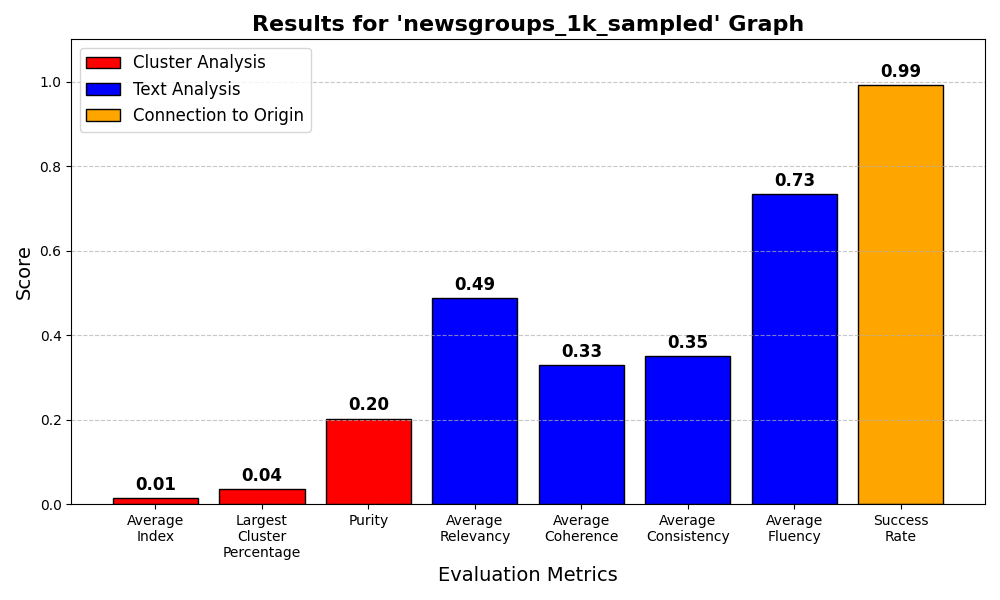 Results for 'newsgroups_1k_sampled' Graph
Cluster Analysis
Text Analysis
Connection to Origin
Score
1.0
0.8
0.6
0.4
0.2
0.0
0.01
0.04
0.20
0.49
0.33
0.35
0.73
0.99
Average
Index
Largest
Cluster
Percentage
Purity
Average
Relevancy
Average
Coherence
Average
Consistency
Average
Fluency
Success
Rate
Evaluation Metrics